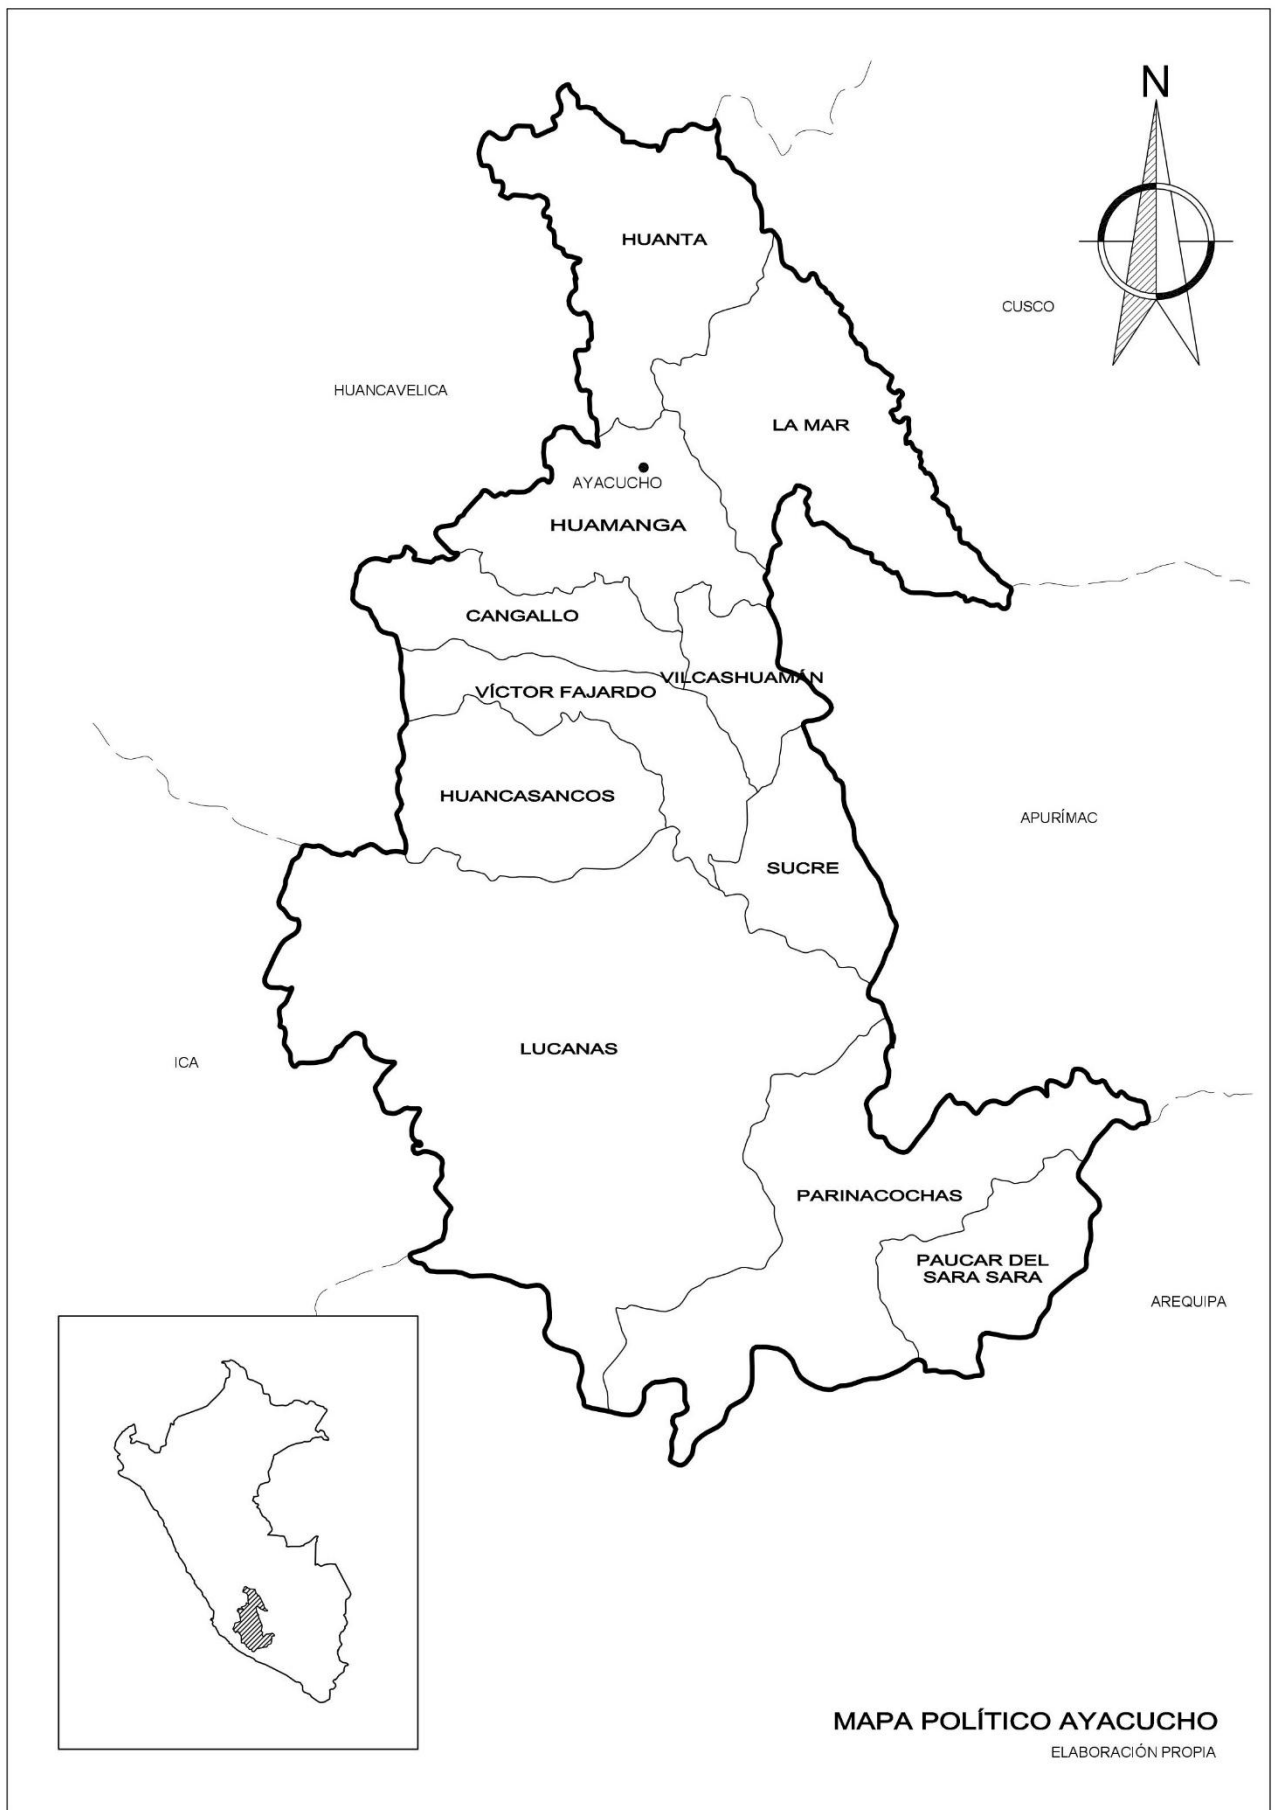 N
HUANTA
CUSCO
HUANCAVELICA
LA MAR
AYACUCHO
HUAMANGA
CANGALLO
VILCASHUAMÁN
VÍCTOR FAJARDO
HUANCASANCOS
APURÍMAC
SUCRE
LUCANAS
ICA
PARINACOCHAS
PAUCAR DEL
SARA SARA
AREQUIPA
MAPA POLÍTICO AYACUCHO
ELABORACIÓN PROPIA